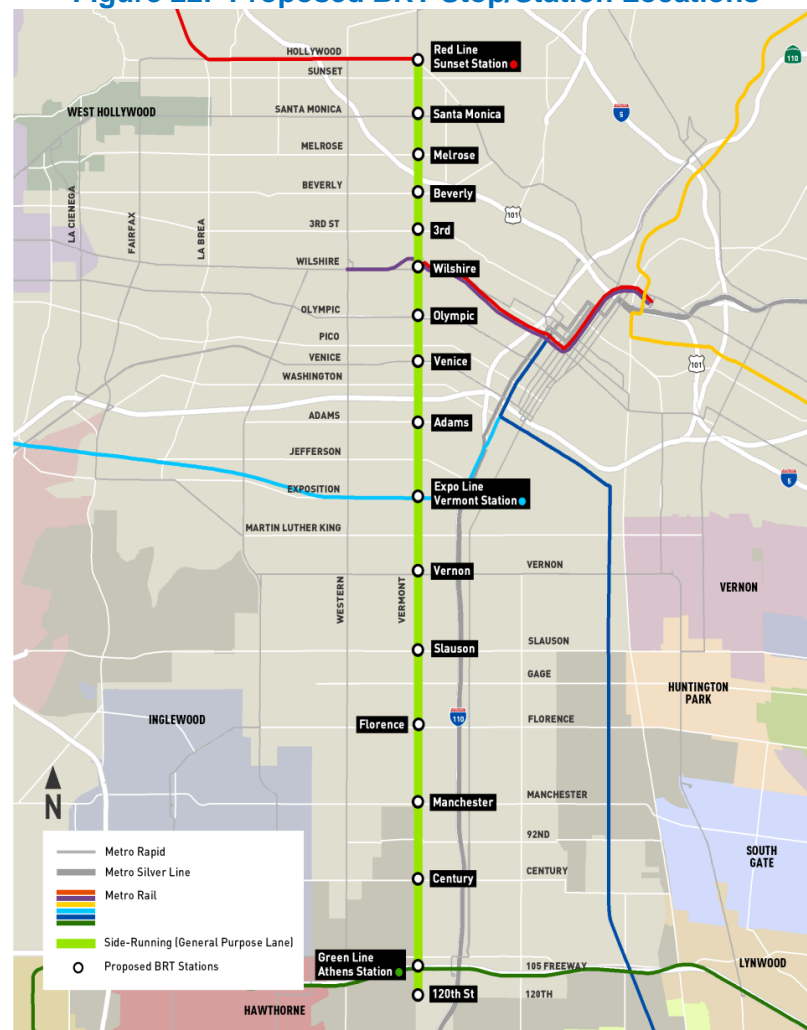 Figure 22: Proposed BRT Stop/Station Locations
HOLLYWOOD
Red Line
Sunset Station
110
SUNSET
WEST HOLLYWOOD
SANTA MONICA
Santa Monica
5
MELROSE
Melrose
BEVERLY
Beverly
LA CIENEGA
FAIRFAX
LA BREA
3RD ST
3rd
101
WILSHIRE
Wilshire
OLYMPIC
Olympic
PICO
VENICE
Venice
101
WASHINGTON
ADAMS
Adams
JEFFERSON
5
EXPOSITION
Expo Line
Vermont Station
MARTIN LUTHER KING
Vernon
VERNON
WESTERN
VERMONT
VERNON
Slauson
SLAUSON
GAGE
HUNTINGTON
PARK
INGLEWOOD
Florence
110
FLORENCE
N
Manchester
MANCHESTER
92ND
SOUTH
GATE
Century
CENTURY
Metro Rapid
Metro Silver Line
Metro Rail
Side-Running (General Purpose Lane)
Proposed BRT Stations
Green Line
Athens Station
105 FREEWAY
LYNWOOD
120th St
120TH
HAWTHORNE